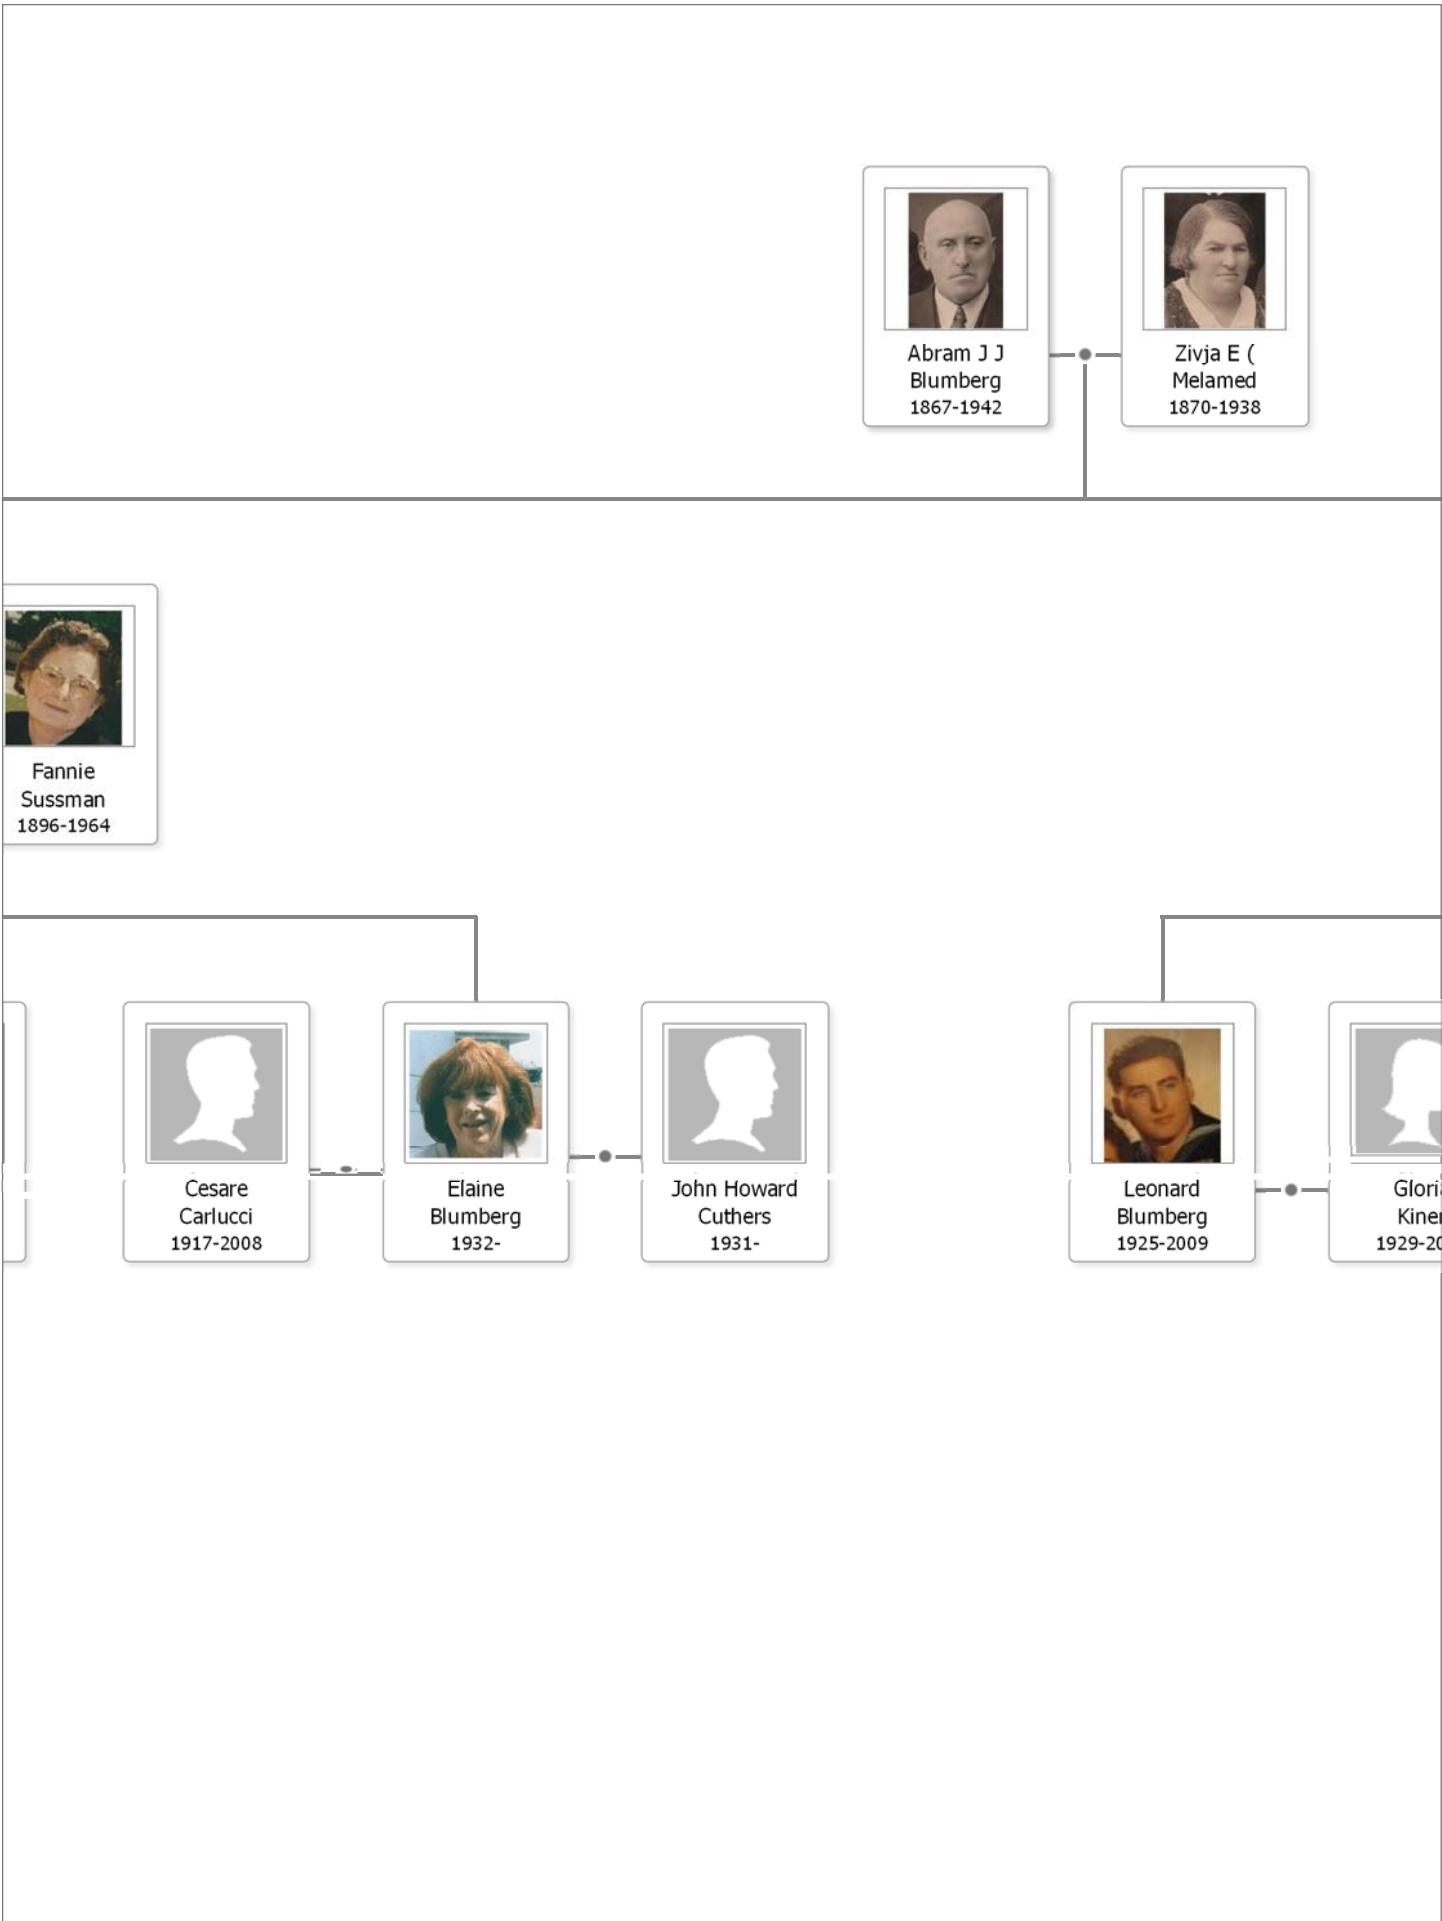 Abram J J
Blumberg
1867-1942
Zivja E (
Melamed
1870-1938
Fannie
Sussman
1896-1964
Cesare
Carlucci
1917-2008
Elaine
Blumberg
1932-
John Howard
Cuthers
1931-
Leonard
Blumberg
1925-2009